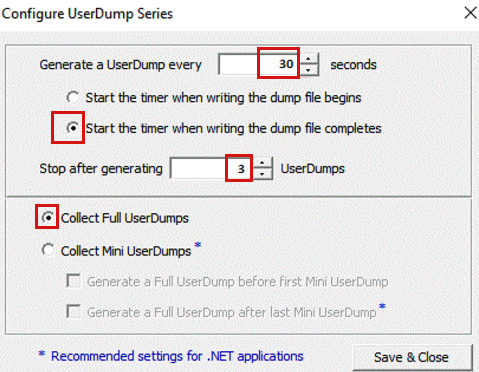 Configure UserDump Series
Generate a UserDump every 30 seconds
Start the timer when writing the dump file begins
Start the timer when writing the dump file completes
Stop after generating 3 UserDumps
Collect Full UserDumps
Collect Mini UserDumps *
Generate a Full UserDump before first Mini UserDump
Generate a Full UserDump after last Mini UserDump *
* Recommended settings for .NET applications
Save & Close